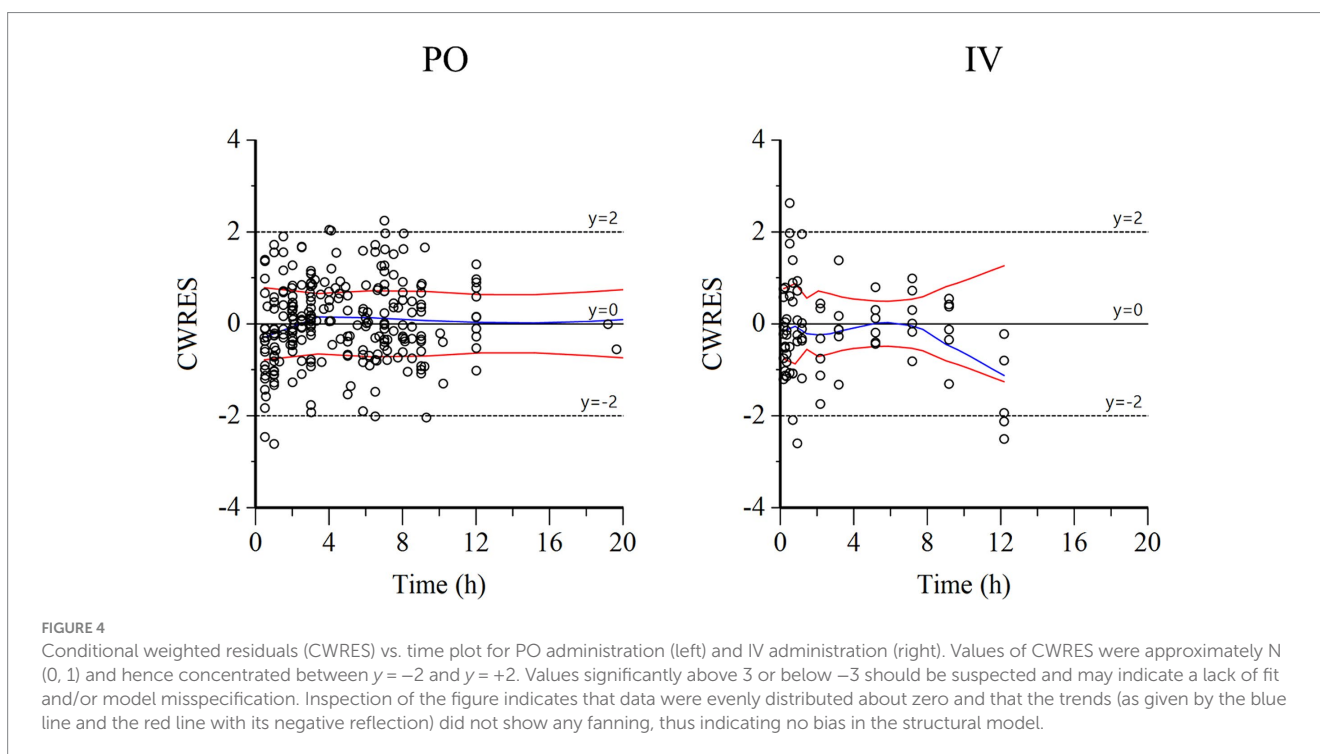 PO
IV
4
2
0
-2
-4
CWRES
y=2
y=0
y=-2
0
4
8
12
16
20
Time (h)
4
2
0
-2
-4
CWRES
y=2
y=0
y=-2
0
4
8
12
16
20
Time (h)
FIGURE 4
Conditional weighted residuals (CWRES) vs. time plot for PO administration (left) and IV administration (right). Values of CWRES were approximately N
(0, 1) and hence concentrated between y = −2 and y = +2. Values significantly above 3 or below −3 should be suspected and may indicate a lack of fit
and/or model misspecification. Inspection of the figure indicates that data were evenly distributed about zero and that the trends (as given by the blue
line and the red line with its negative reflection) did not show any fanning, thus indicating no bias in the structural model.